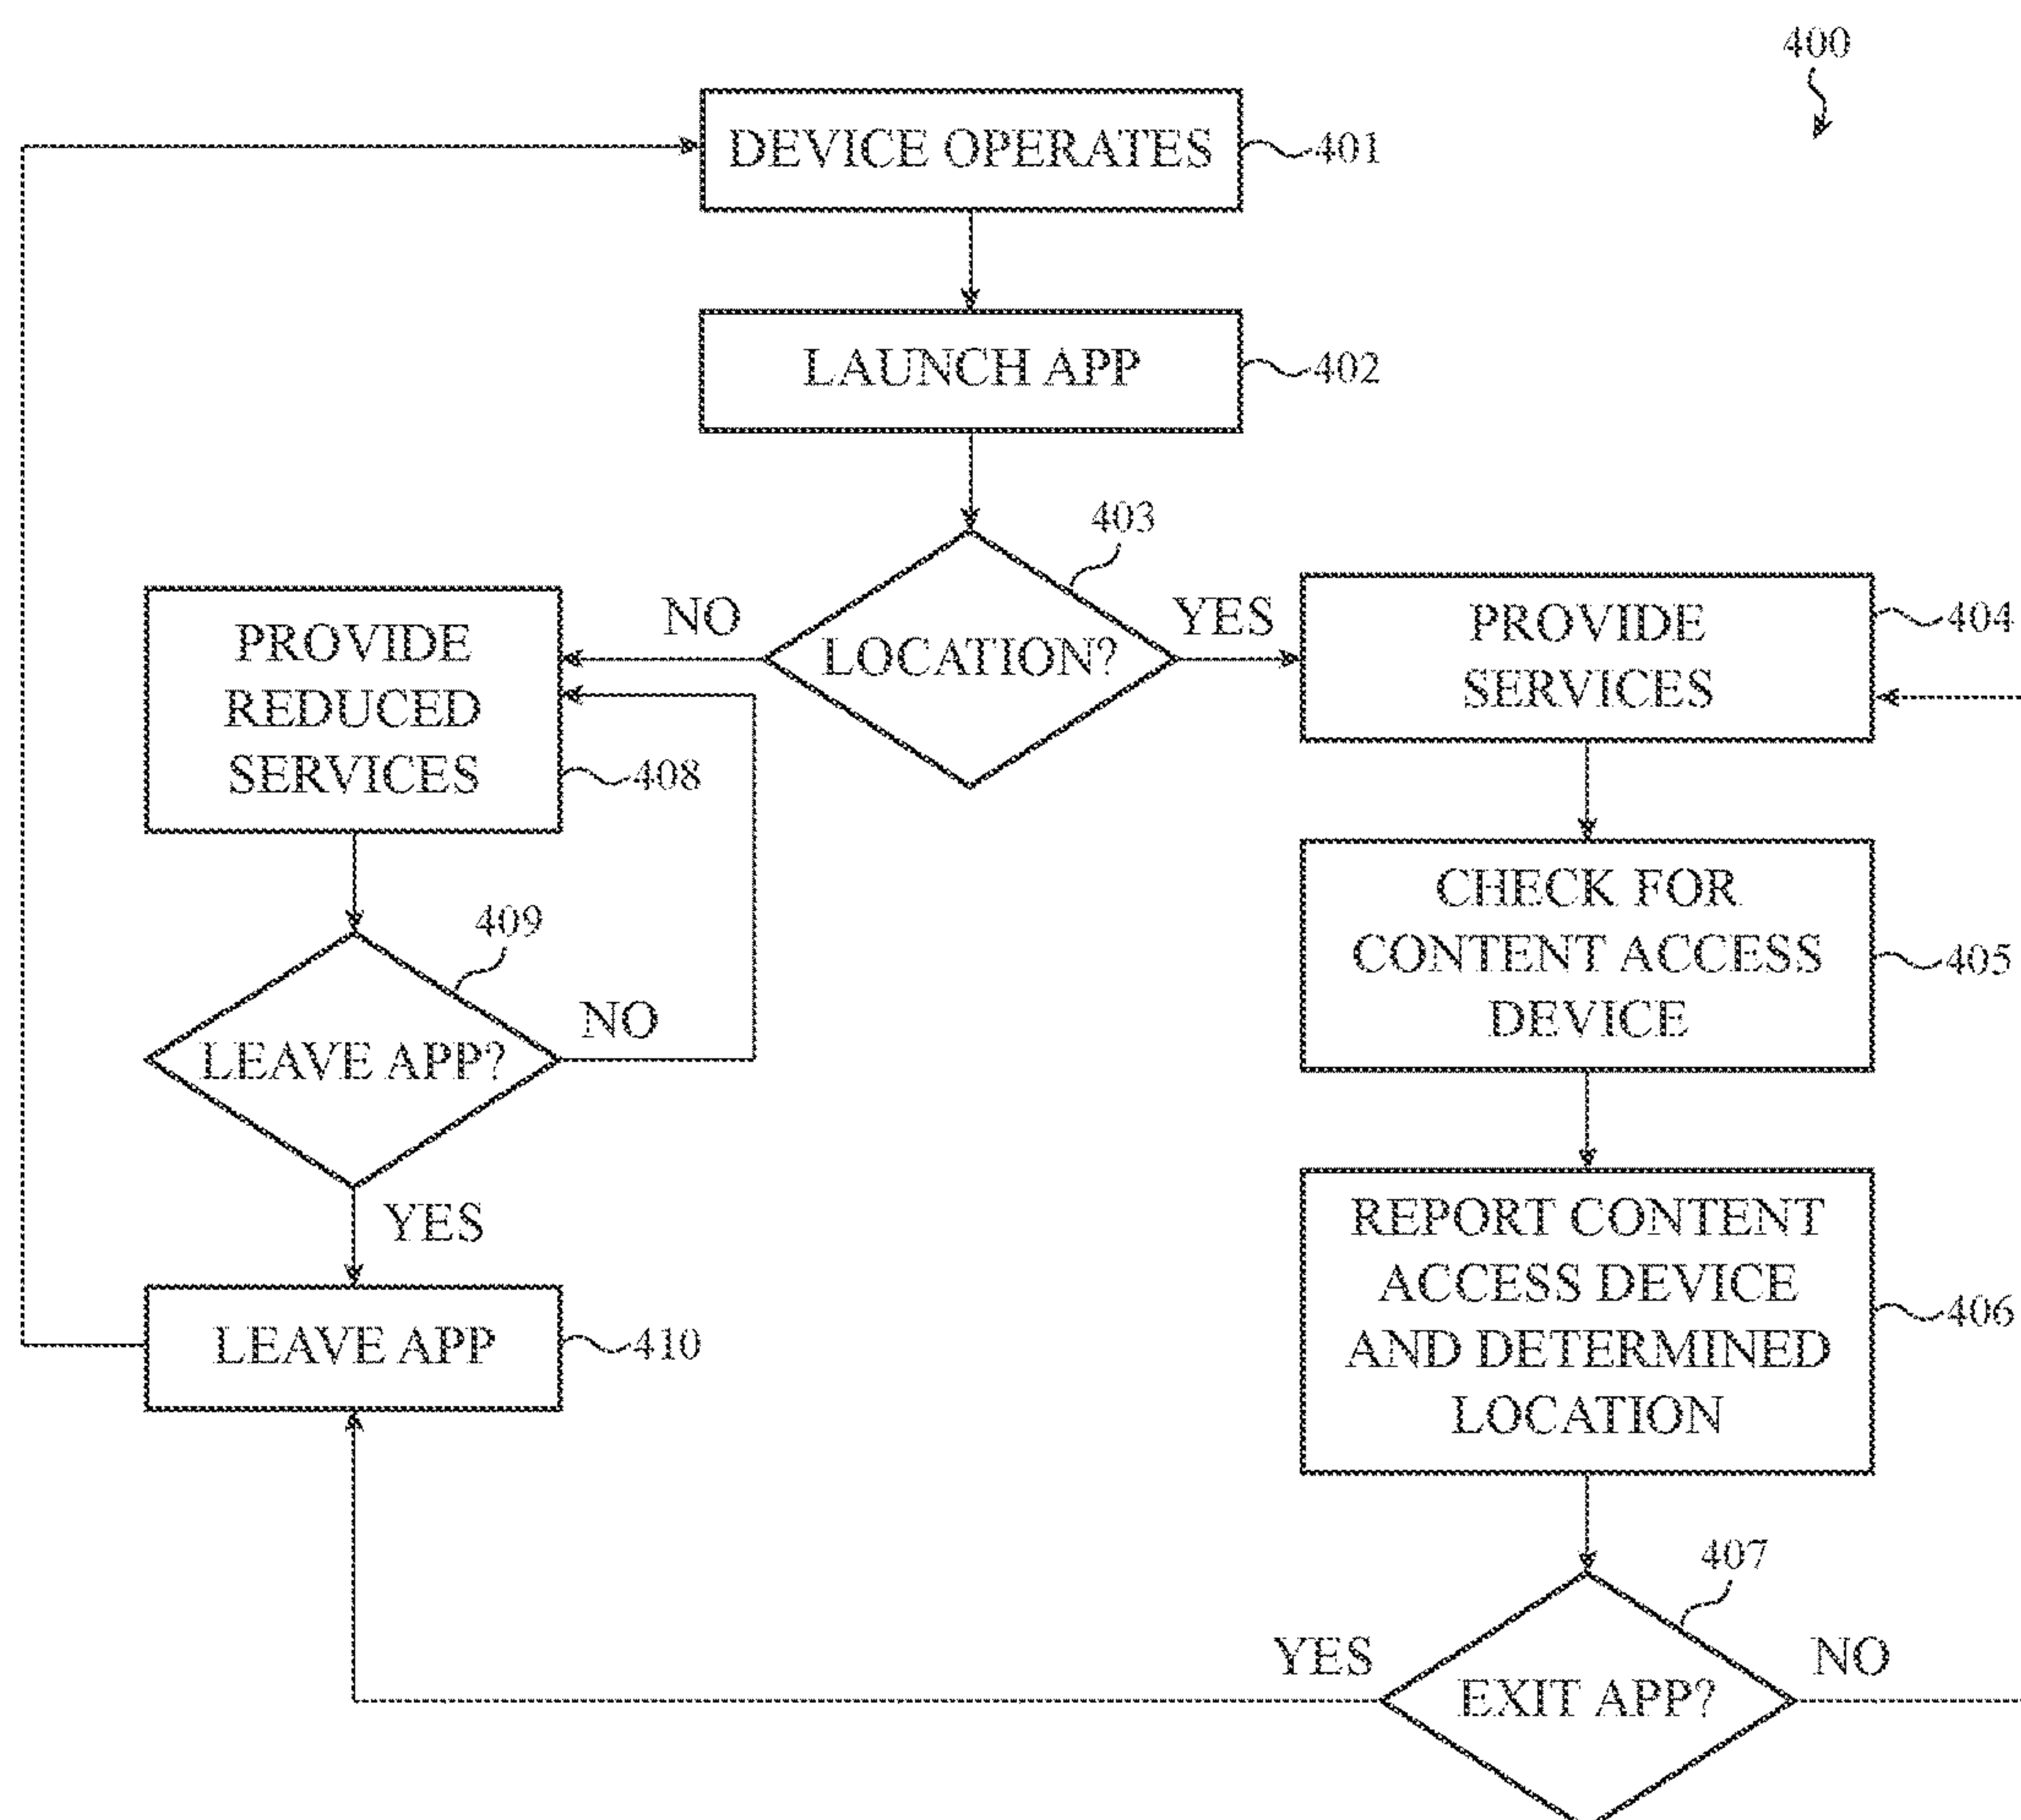 400
DEVICE OPERATES
401
LAUNCH APP
402
403
LOCATION?
NO
YES
PROVIDE
REDUCED
SERVICES
408
PROVIDE
SERVICES
404
409
LEAVE APP?
NO
YES
CHECK FOR
CONTENT ACCESS
DEVICE
405
LEAVE APP
410
REPORT CONTENT
ACCESS DEVICE
AND DETERMINED
LOCATION
406
407
EXIT APP?
YES
NO